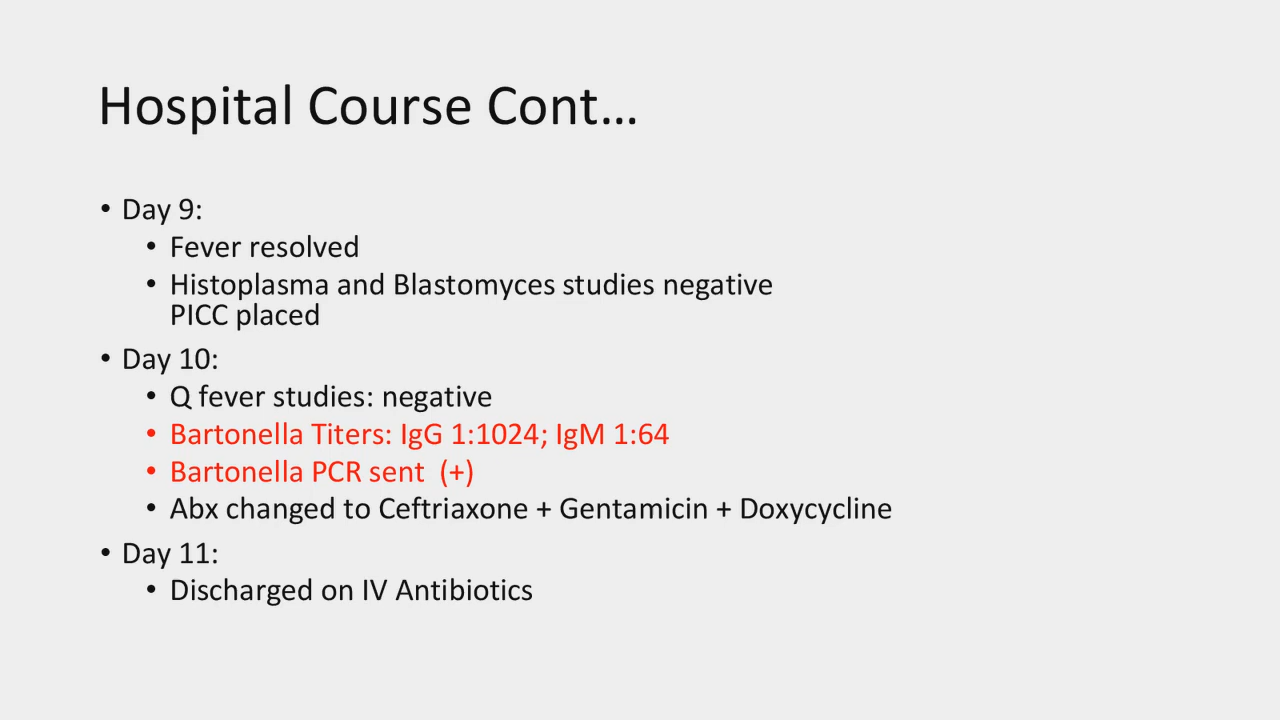 Hospital Course Cont...
• Day 9:
• Fever resolved
• Histoplasma and Blastomyces studies negative
PICC placed
• Day 10:
• Q fever studies: negative
• Bartonella Titers: IgG 1:1024; IgM 1:64
• Bartonella PCR sent  (+)
• Abx changed to Ceftriaxone + Gentamicin + Doxycycline
• Day 11:
• Discharged on IV Antibiotics